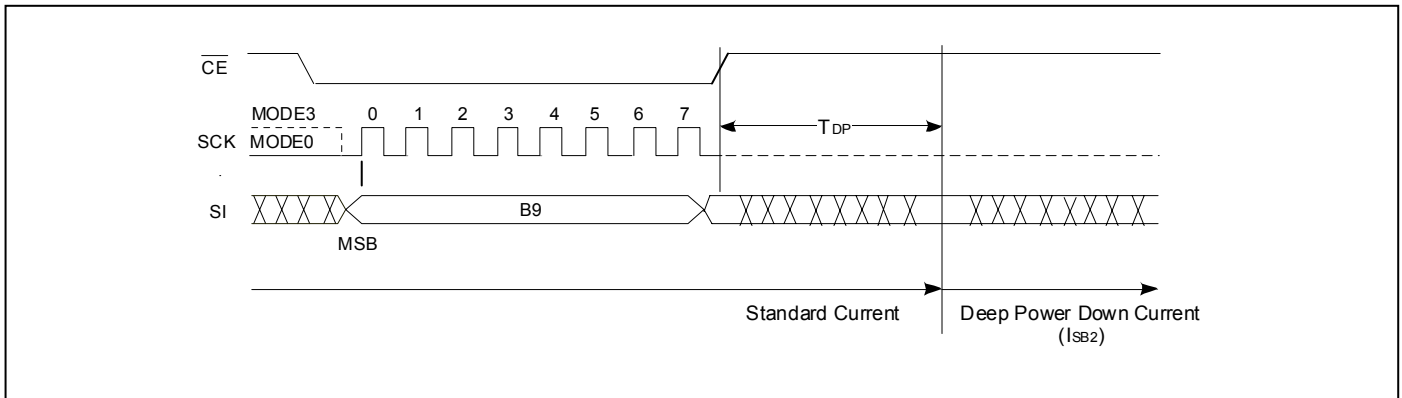 CE
MODE3
0 1 2 3 4 5 6 7
SCK MODE0
TDP
SI
B9
MSB
Standard Current
Deep Power Down Current
(ISB2)